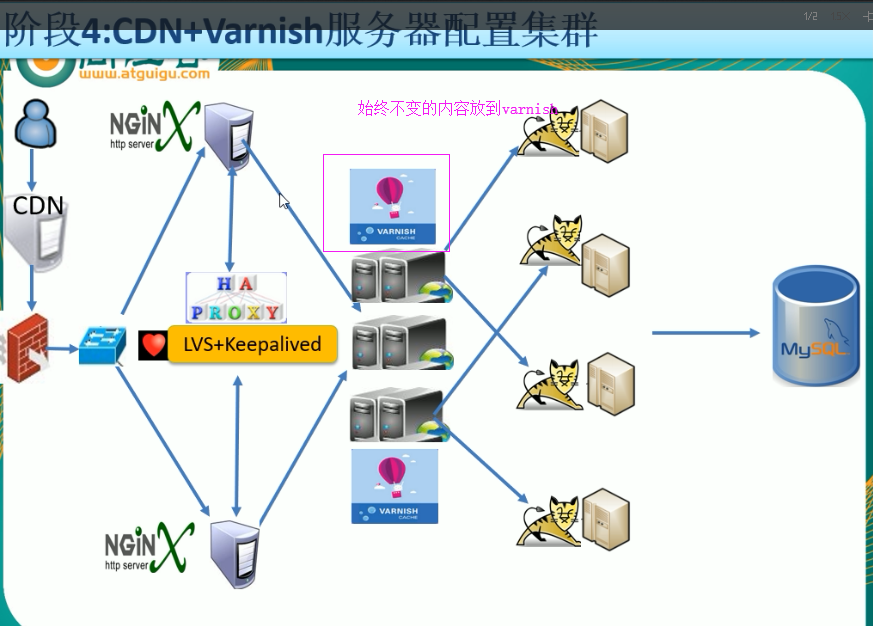 阶段4:CDN+Varnish服务器配置集群
1/2
www.atguigu.com
始终不变的内容放到varnish
NGiNX
http server
CDN
VARNISH
CACHE
HA
PROXY
LVS+Keepalived
MySQL
VARNISH
CACHE
NGiNX
http server